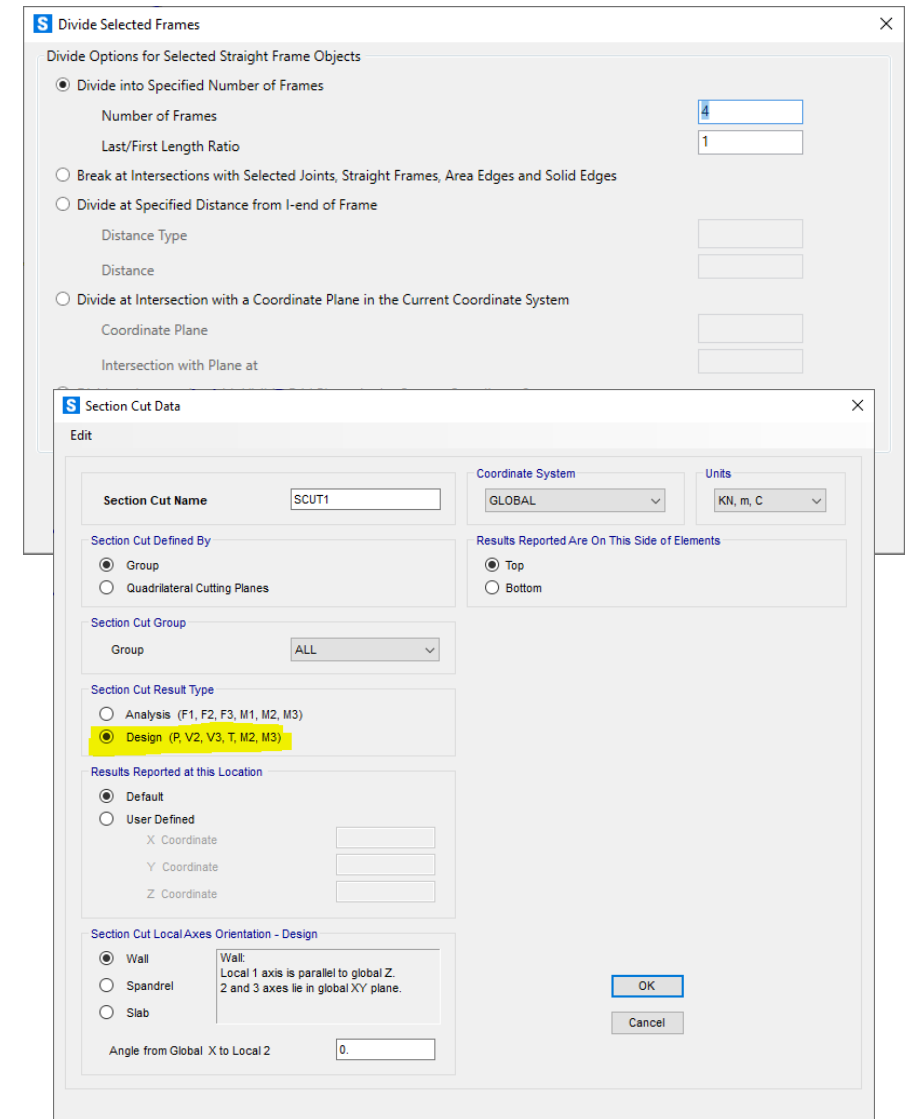 S Divide Selected Frames
Divide Options for Selected Straight Frame Objects
Divide into Specified Number of Frames
Number of Frames 4
Last/First Length Ratio 1
Break at Intersections with Selected Joints, Straight Frames, Area Edges and Solid Edges
Divide at Specified Distance from I-end of Frame
Distance Type
Distance
Divide at Intersection with a Coordinate Plane in the Current Coordinate System
Coordinate Plane
Intersection with Plane at
S Section Cut Data
Edit
Section Cut Name SCUT1
Coordinate System
GLOBAL
Units
KN, m, C
Section Cut Defined By
Group
Quadrilateral Cutting Planes
Results Reported Are On This Side of Elements
Top
Bottom
Section Cut Group
Group ALL
Section Cut Result Type
Analysis (F1, F2, F3, M1, M2, M3)
Design (P, V2, V3, T, M2, M3)
Results Reported at this Location
Default
User Defined
X Coordinate
Y Coordinate
Z Coordinate
Section Cut Local Axes Orientation - Design
Wall
Spandrel
Slab
Wall:
Local 1 axis is parallel to global Z.
2 and 3 axes lie in global XY plane.
Angle from Global X to Local 2 0.
OK
Cancel